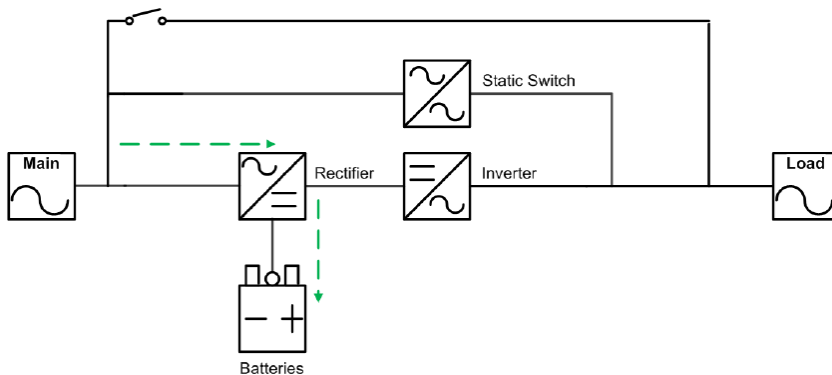 Static Switch
Main
Rectifier
Inverter
Load
Batteries